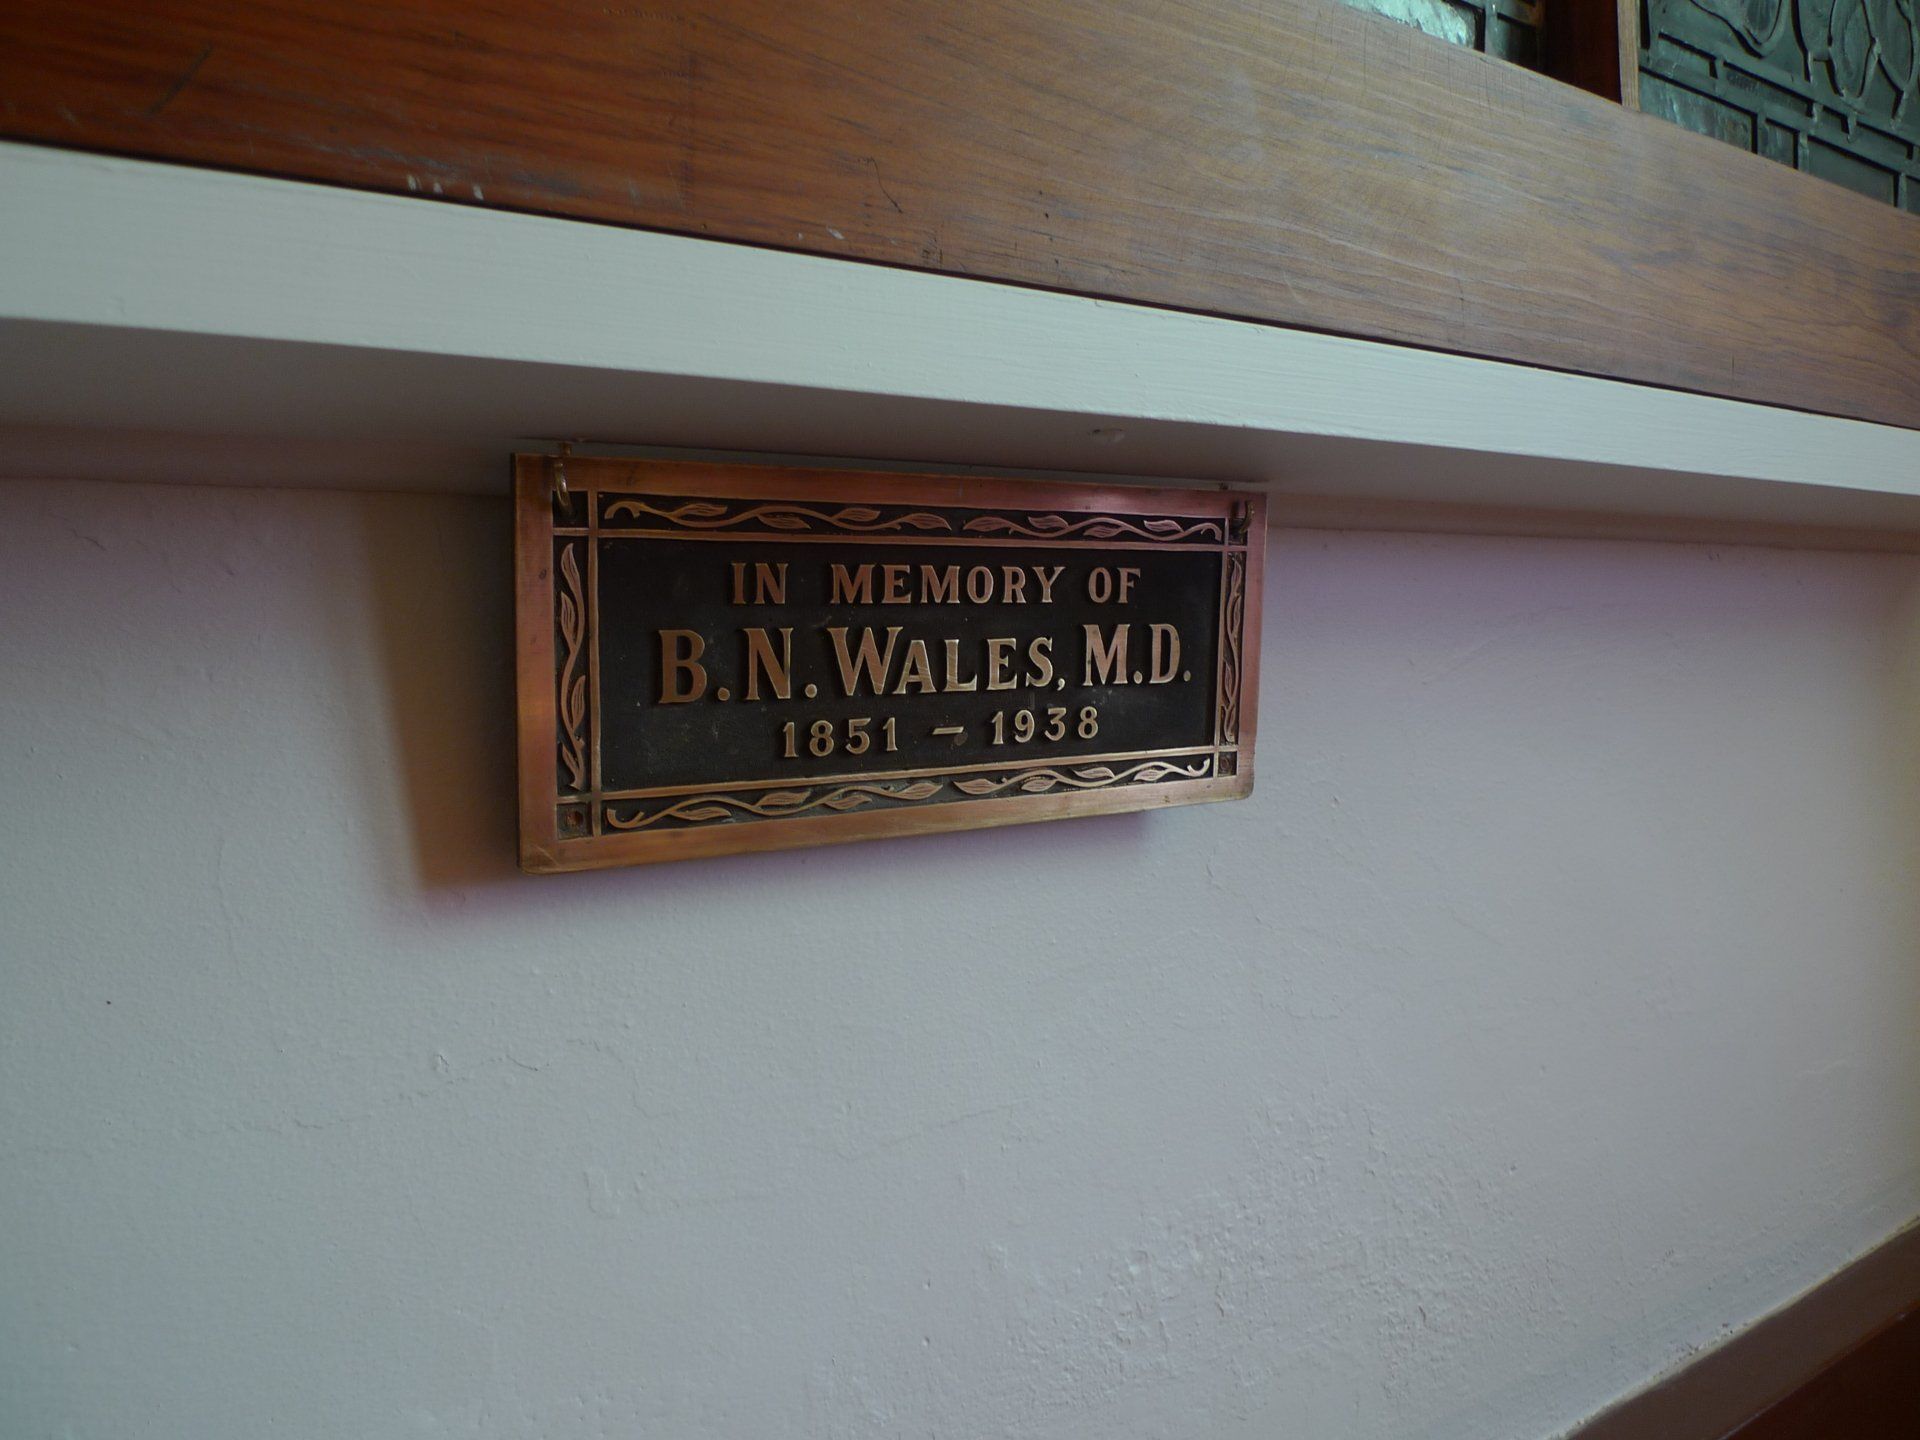 IN MEMORY OF
B. N. WALES, M.D.
1851 – 1938